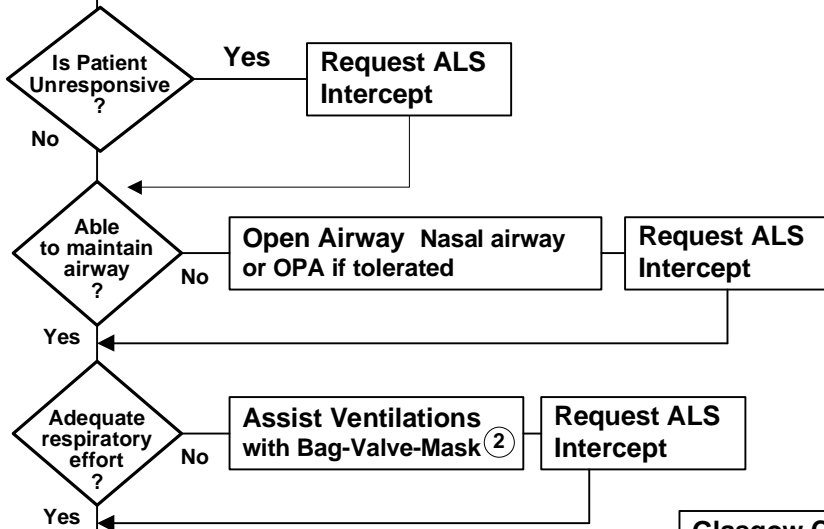 Is Patient
Unresponsive
?
Yes
Request ALS
Intercept
No
Able
to maintain
airway
?
No
Open Airway Nasal airway
or OPA if tolerated
Request ALS
Intercept
Yes
Adequate
respiratory
effort
?
No
Assist Ventilations
with Bag-Valve-Mask 2
Request ALS
Intercept
Yes
Glasgow